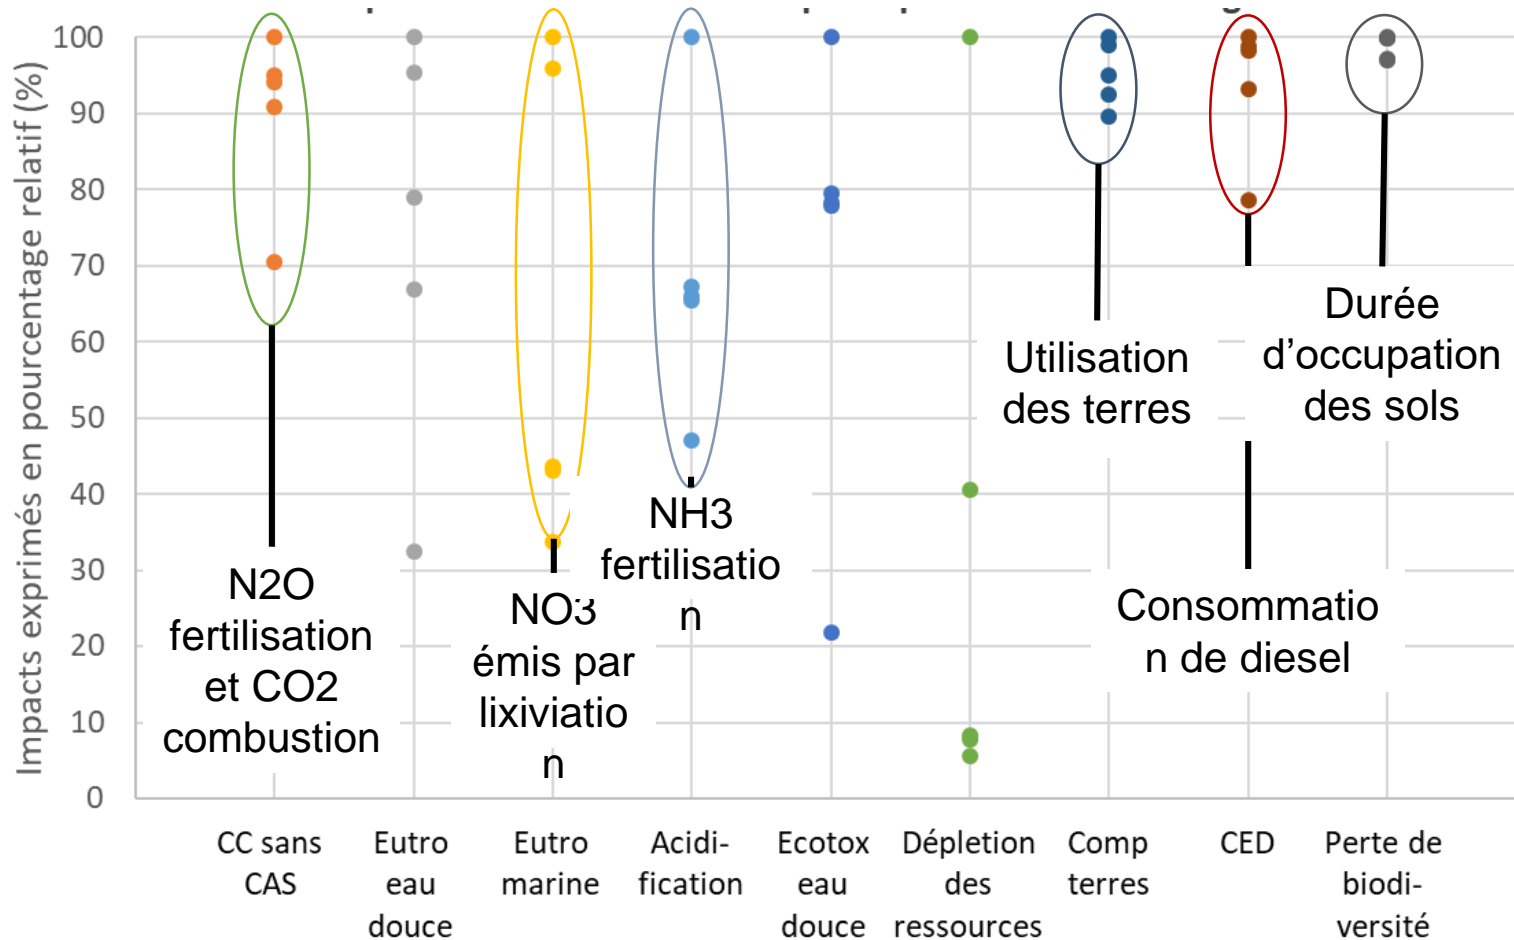 Impacts exprimés en pourcentage relatif (%)
100
90
80
70
60
50
40
30
20
10
0
N2O
fertilisation
et CO2
combustion
NO3
émis par
lixiviatio
n
NH3
fertilisatio
n
Utilisation
des terres
Consommatio
n de diesel
Durée
d’occupation
des sols
CC sans
CAS
Eutro
eau
douce
Eutro
marine
Acidi-
fication
Ecotox
eau
douce
Dépletion
des
ressources
Comp
terres
CED
Perte de
biodi-
versité